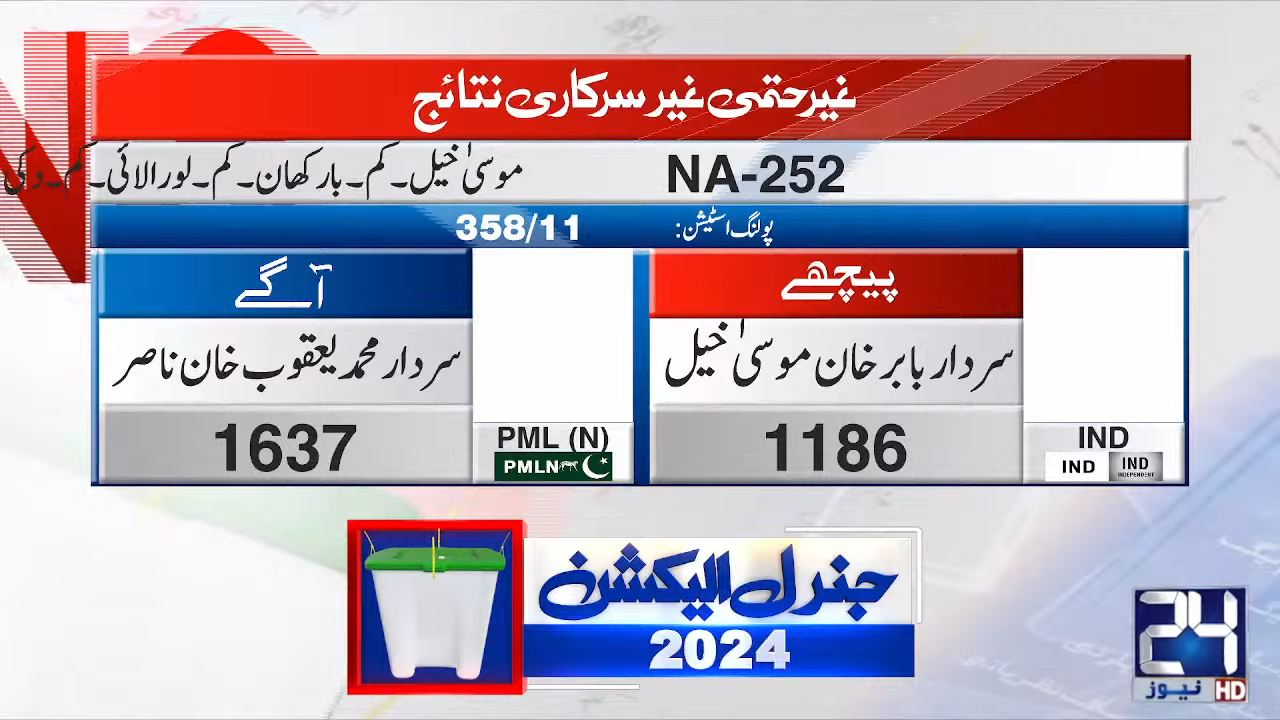 غیر حتمی غیر سرکاری نتائج
NA-252 موسیٰ خیل۔کم۔بارکھان۔کم۔لورالائی۔کم۔دکی
پولنگ اسٹیشن: 358/11
پیچھے
سردار بابر خان موسیٰ خیل
1186
IND
IND
IND
INDEPENDENT
آگے
سردار محمد یعقوب خان ناصر
1637
PML (N)
PMLN
جنرل الیکشن
2024
24
نیوز HD